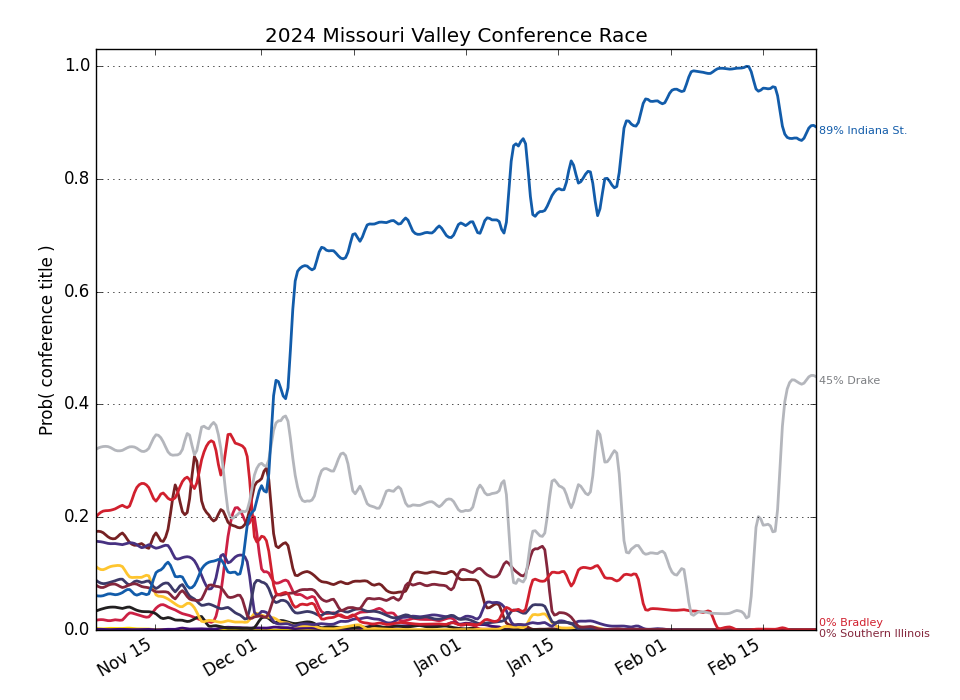 2024 Missouri Valley Conference Race
Prob( conference title )
1.0
0.8
0.6
0.4
0.2
0.0
Nov 15
Dec 01
Dec 15
Jan 01
Jan 15
Feb 01
Feb 15
89% Indiana St.
45% Drake
0% Bradley
0% Southern Illinois